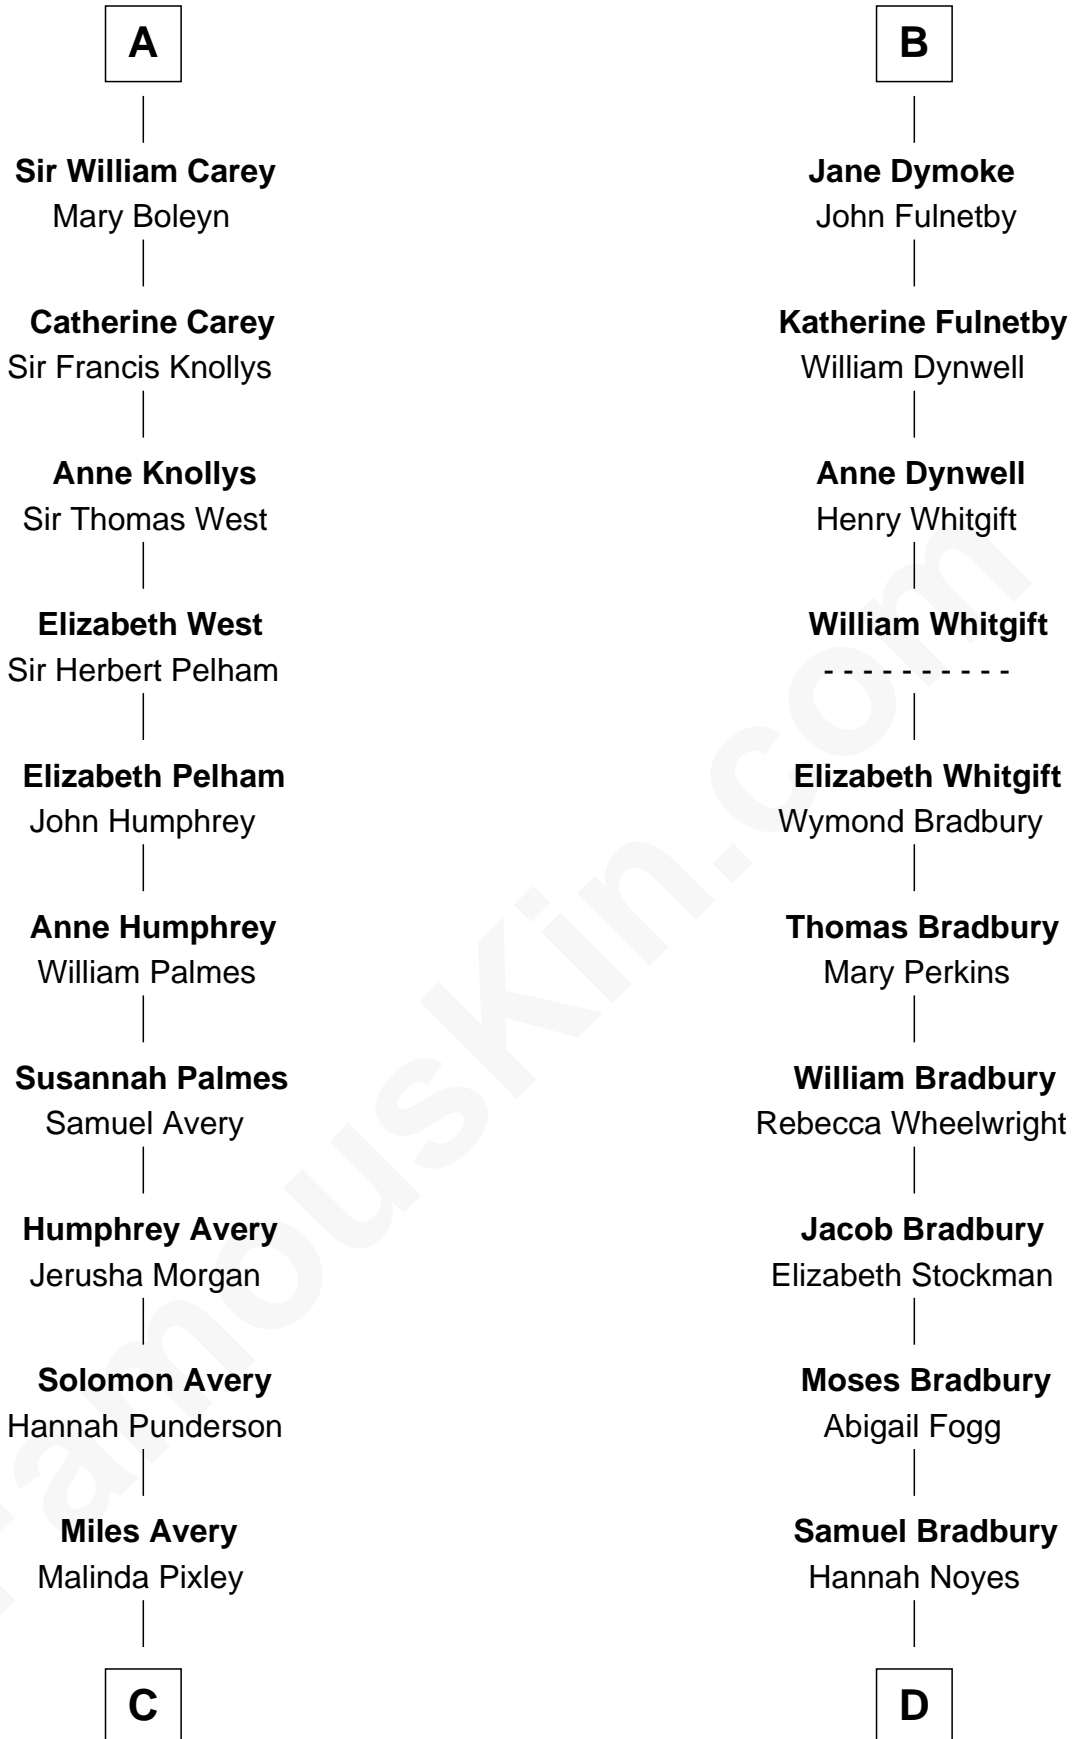 A
Sir William Carey
Mary Boleyn
Catherine Carey
Sir Francis Knollys
Anne Knollys
Sir Thomas West
Elizabeth West
Sir Herbert Pelham
Elizabeth Pelham
John Humphrey
Anne Humphrey
William Palmes
Susannah Palmes
Samuel Avery
Humphrey Avery
Jerusha Morgan
Solomon Avery
Hannah Punderson
Miles Avery
Malinda Pixley
C
B
Jane Dymoke
John Fulnetby
Katherine Fulnetby
William Dynwell
Anne Dynwell
Henry Whitgift
William Whitgift
- - - - - - - - - -
Elizabeth Whitgift
Wymond Bradbury
Thomas Bradbury
Mary Perkins
William Bradbury
Rebecca Wheelwright
Jacob Bradbury
Elizabeth Stockman
Moses Bradbury
Abigail Fogg
Samuel Bradbury
Hannah Noyes
D
FamousKin.com